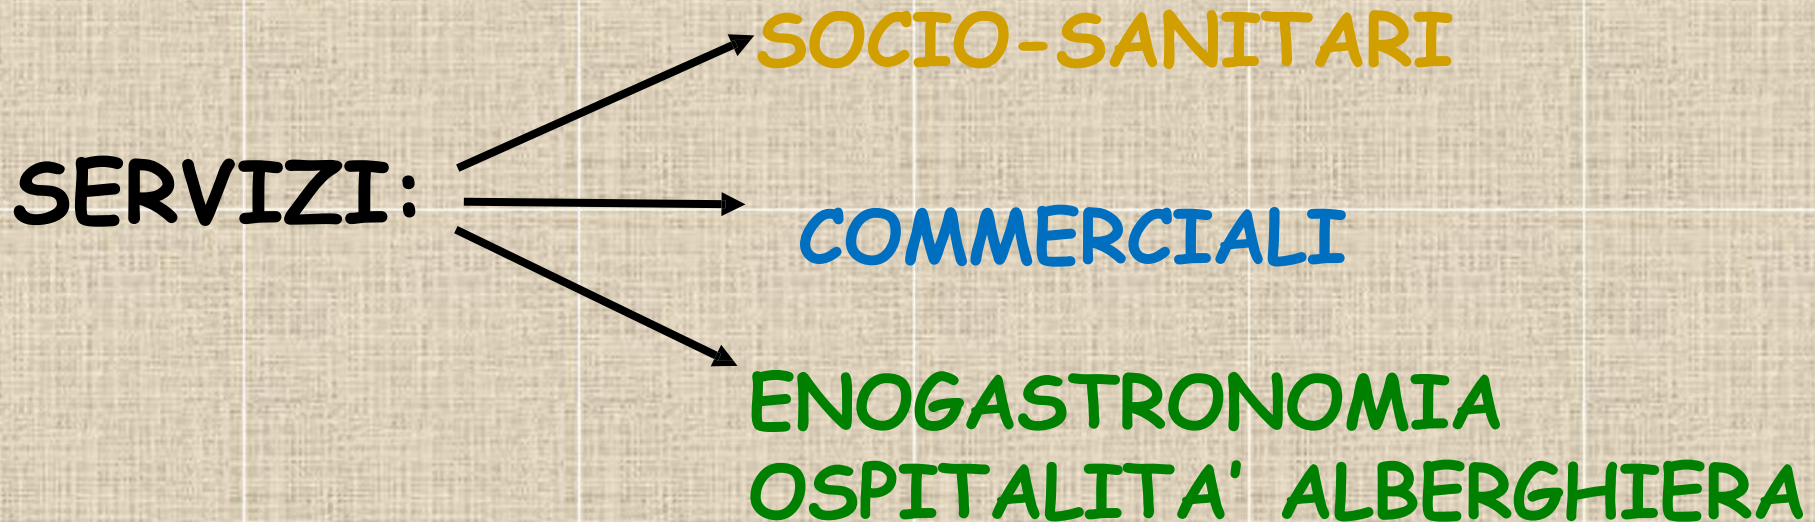 SOCIO-SANITARI
SERVIZI:
COMMERCIALI
ENOGASTRONOMIA
OSPITALITA' ALBERGHIERA